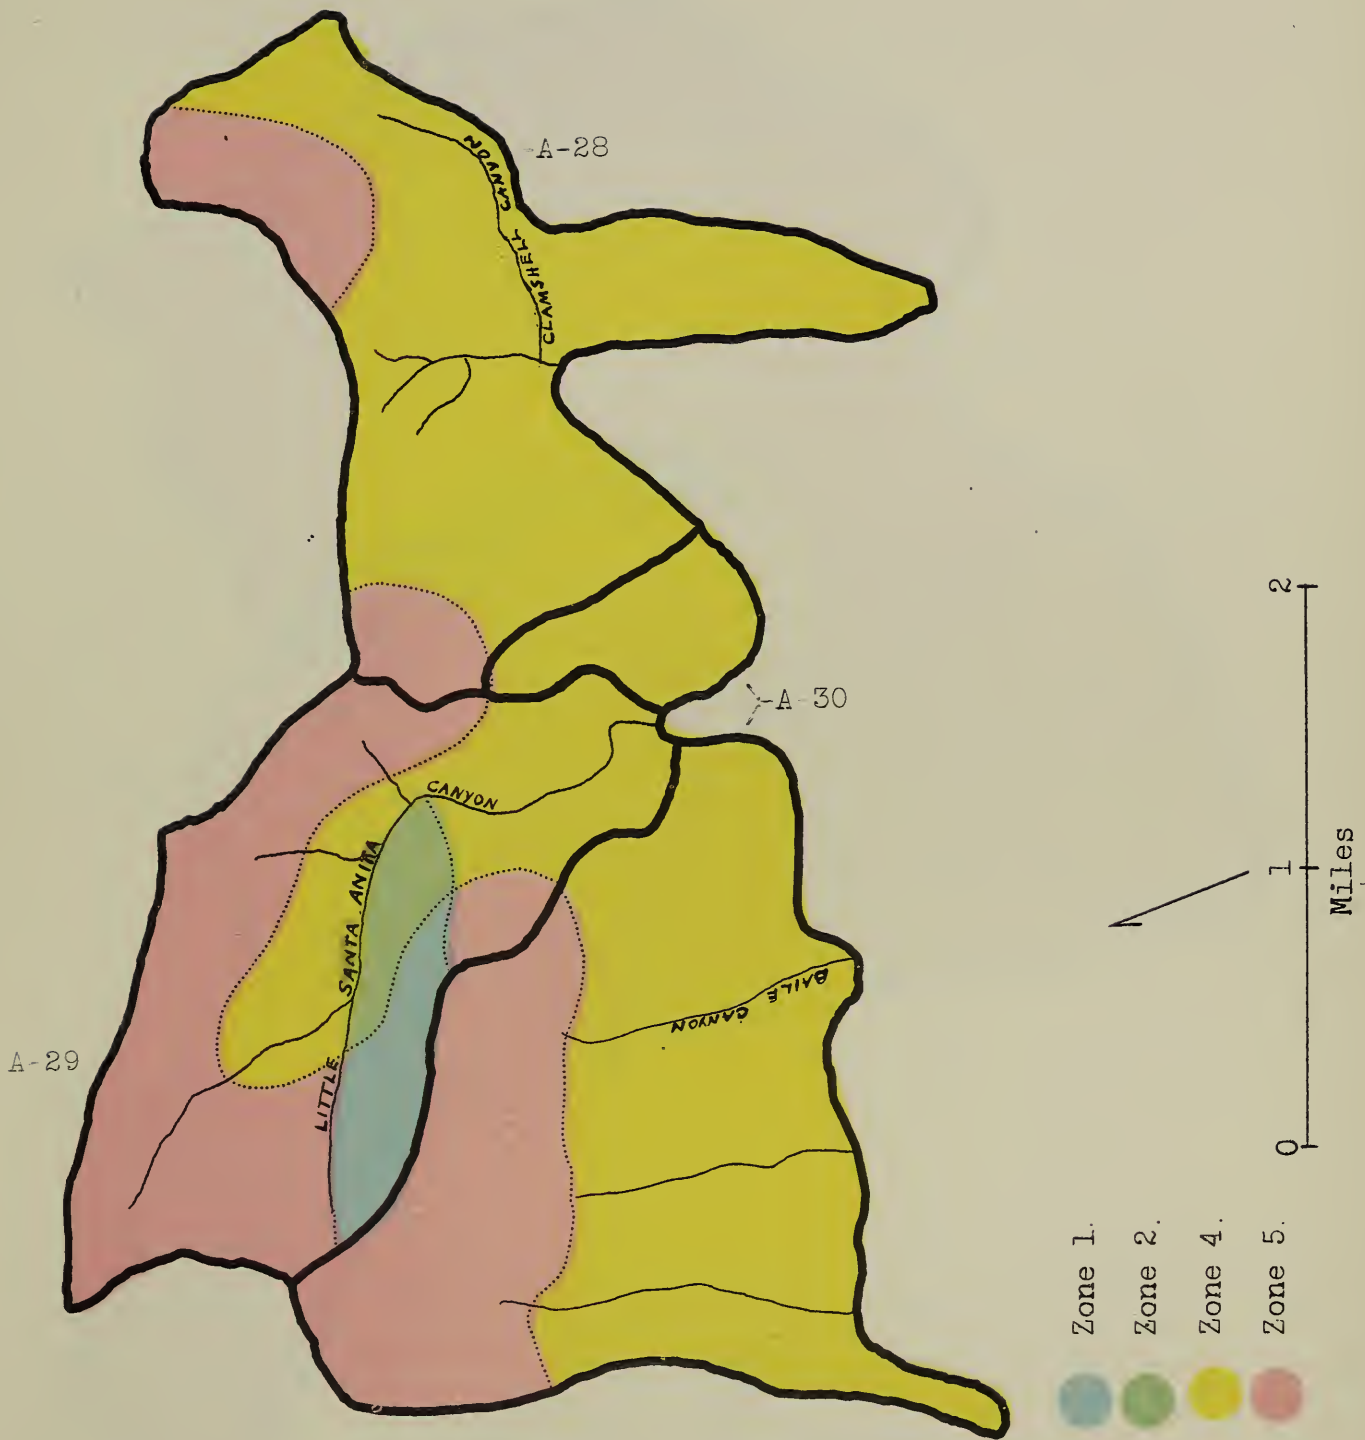 A-28
CLAMSHELL CANYON
A-30
CANYON
LITTLE SANTA ANITA
A-29
BAILE
CANYON
2
1
0
Miles
Zone 1.
Zone 2.
Zone 4.
Zone 5.